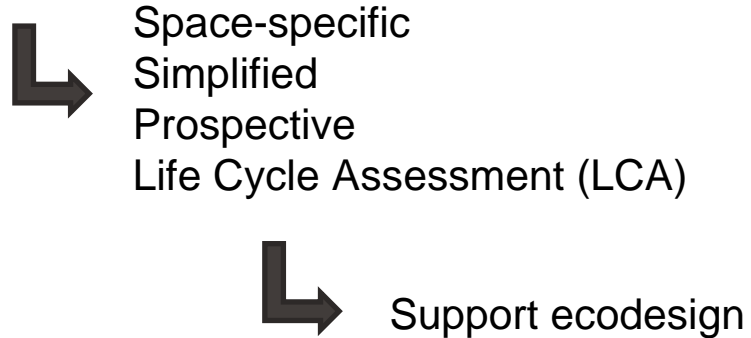 Space-specific
Simplified
Prospective
Life Cycle Assessment (LCA)
Support ecodesign